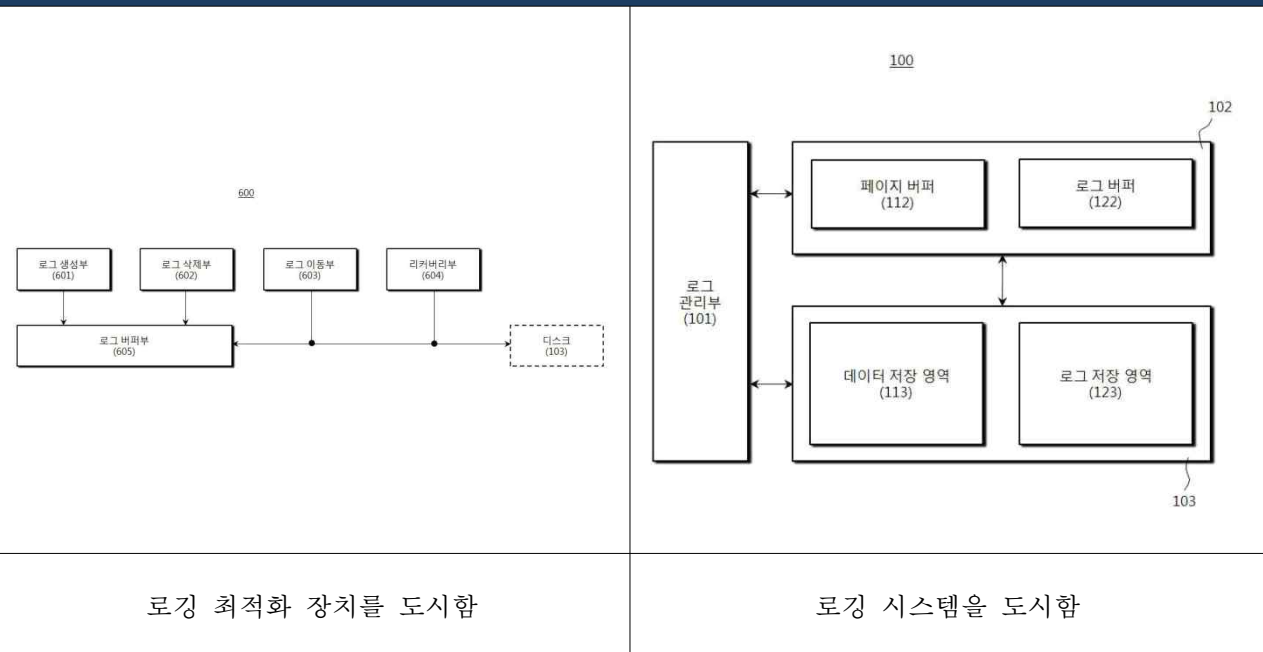 600
로그 생성부
(601)
로그 삭제부
(602)
로그 이동부
(603)
리커버리부
(604)
로그 버퍼부
(605)
디스크
(103)
로깅 최적화 장치를 도시함
100
102
페이지 버퍼
(112)
로그 버퍼
(122)
로그
관리부
(101)
데이터 저장 영역
(113)
로그 저장 영역
(123)
103
로깅 시스템을 도시함